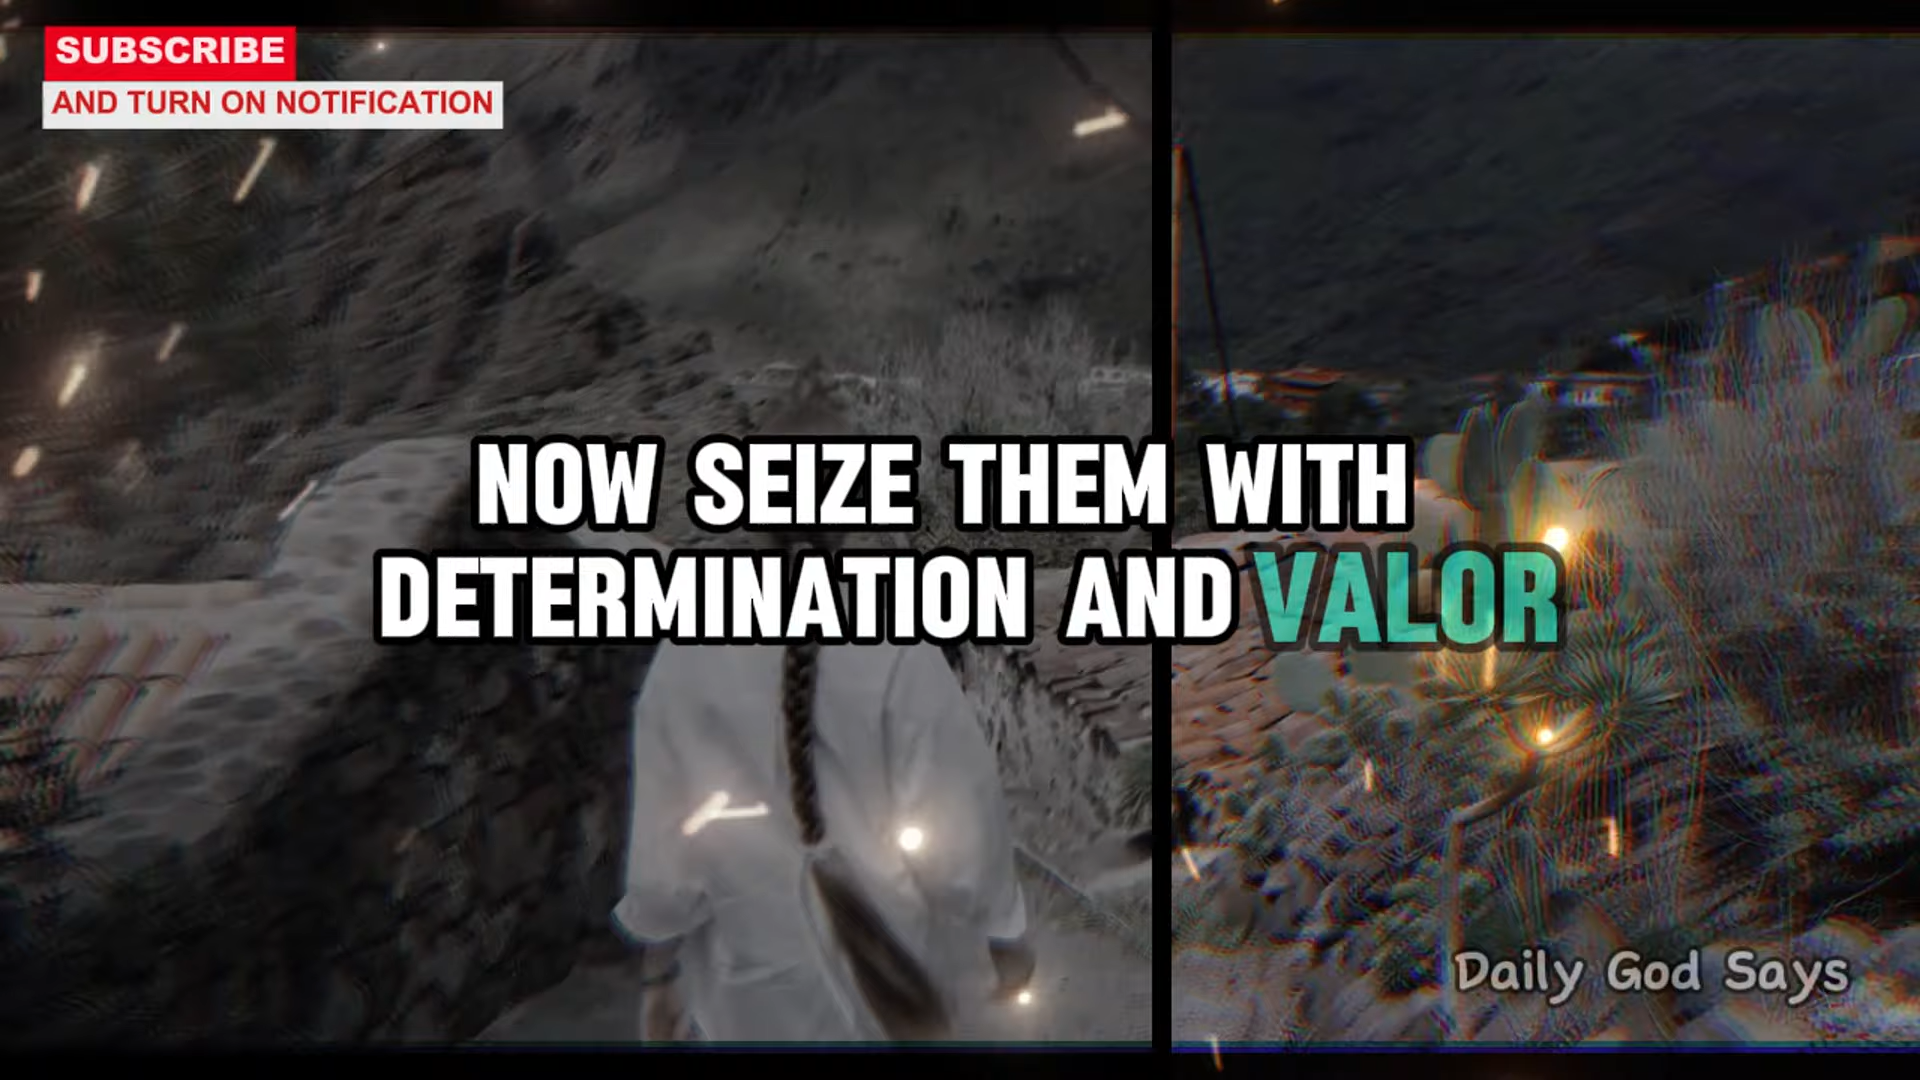 SUBSCRIBE
AND TURN ON NOTIFICATION
NOW SEIZE THEM WITH
DETERMINATION AND VALOR
Daily God Says